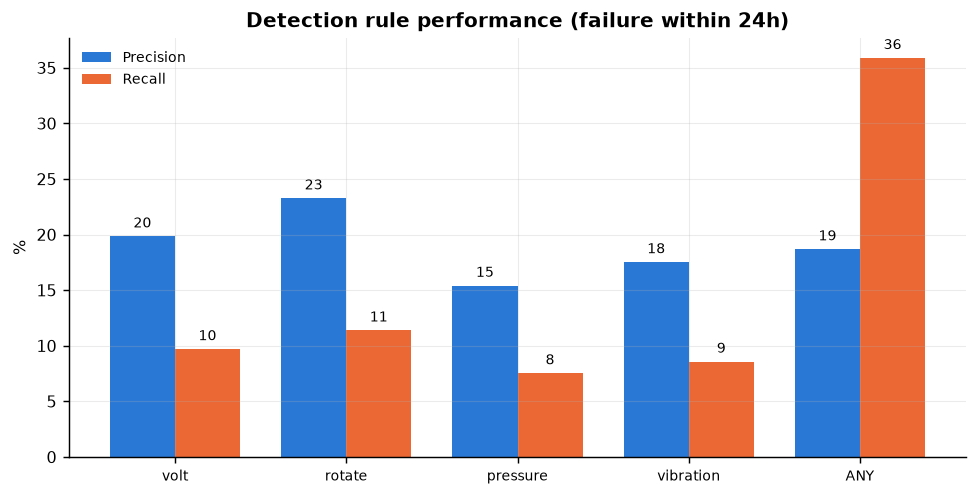 Detection rule performance (failure within 24h)
Precision
Recall
%
35
30
25
20
15
10
5
0
20
10
23
11
15
8
18
9
19
36
volt
rotate
pressure
vibration
ANY